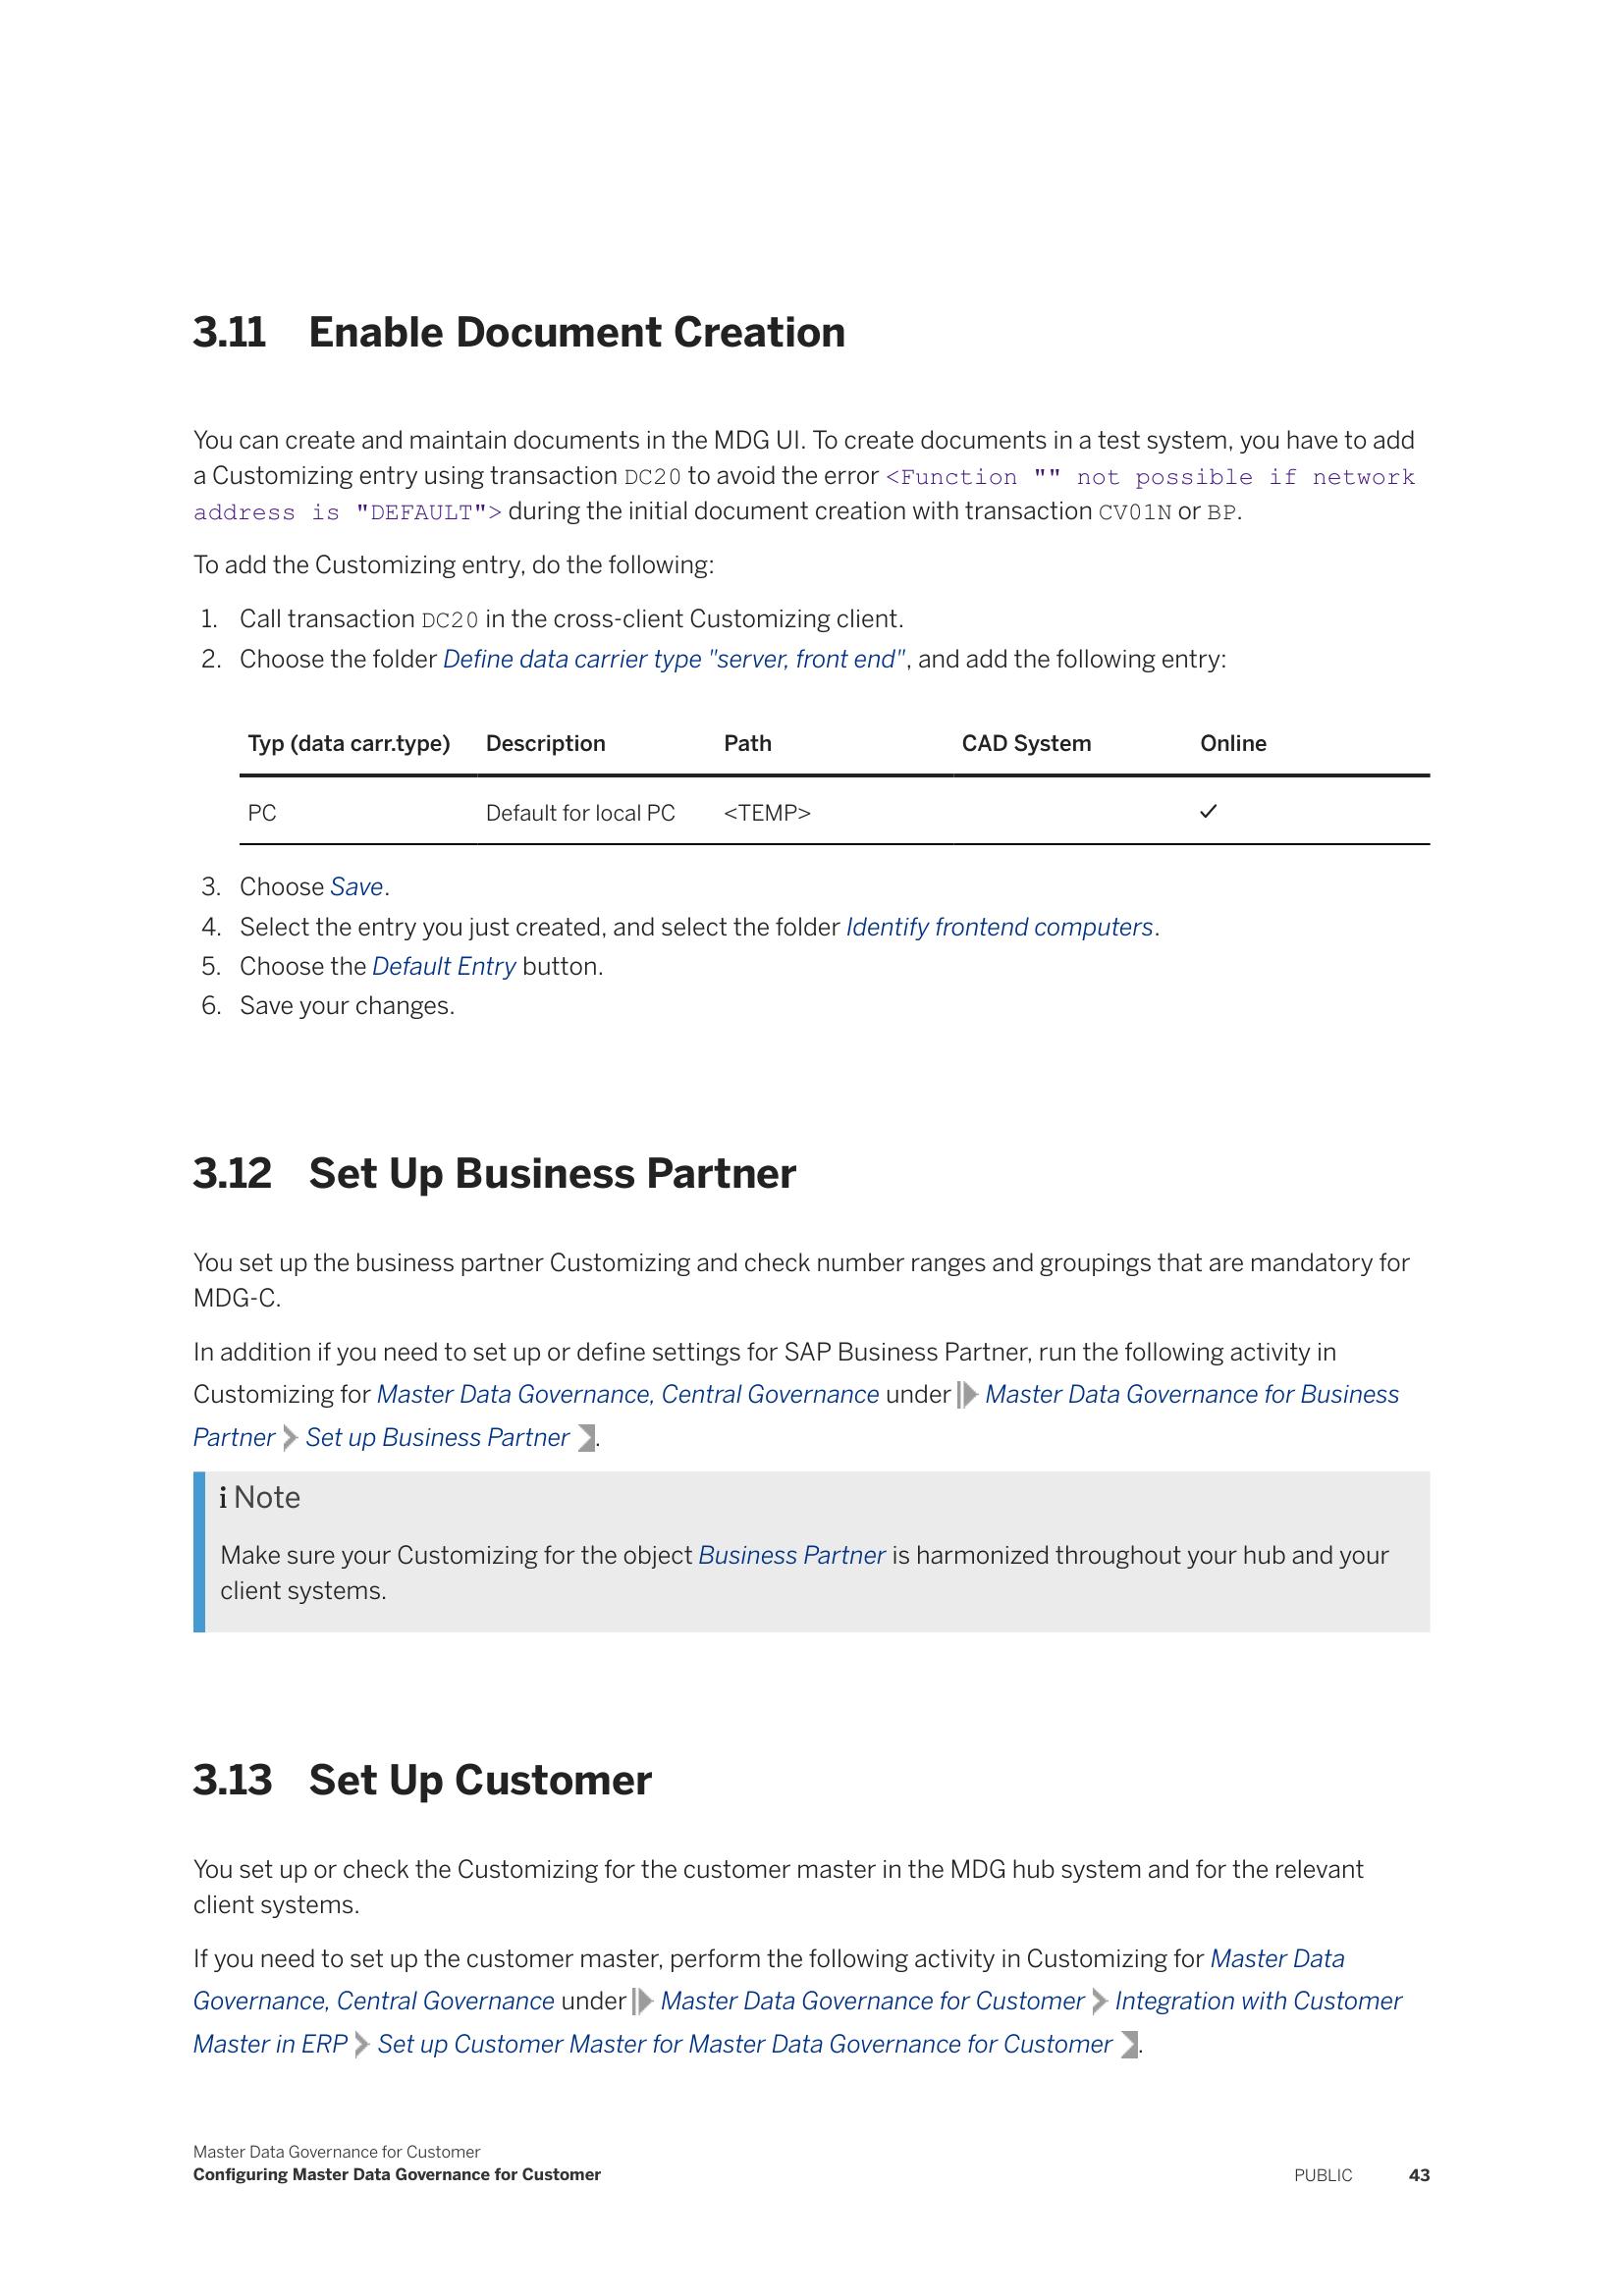 3.11 Enable Document Creation
You can create and maintain documents in the MDG UI. To create documents in a test system, you have to add
a Customizing entry using transaction DC20 to avoid the error <Function "" not possible if network
address is "DEFAULT"> during the initial document creation with transaction CV01N or BP.
To add the Customizing entry, do the following:
1. Call transaction DC20 in the cross-client Customizing client.
2. Choose the folder Define data carrier type "server, front end", and add the following entry:
Typ (data carr.type) Description Path CAD System Online
PC Default for local PC <TEMP> ✓
3. Choose Save.
4. Select the entry you just created, and select the folder Identify frontend computers.
5. Choose the Default Entry button.
6. Save your changes.
3.12 Set Up Business Partner
You set up the business partner Customizing and check number ranges and groupings that are mandatory for
MDG-C.
In addition if you need to set up or define settings for SAP Business Partner, run the following activity in
Customizing for Master Data Governance, Central Governance under Master Data Governance for Business
Partner Set up Business Partner .
i Note
Make sure your Customizing for the object Business Partner is harmonized throughout your hub and your
client systems.
3.13 Set Up Customer
You set up or check the Customizing for the customer master in the MDG hub system and for the relevant
client systems.
If you need to set up the customer master, perform the following activity in Customizing for Master Data
Governance, Central Governance under Master Data Governance for Customer Integration with Customer
Master in ERP Set up Customer Master for Master Data Governance for Customer .
Master Data Governance for Customer
Configuring Master Data Governance for Customer PUBLIC 43